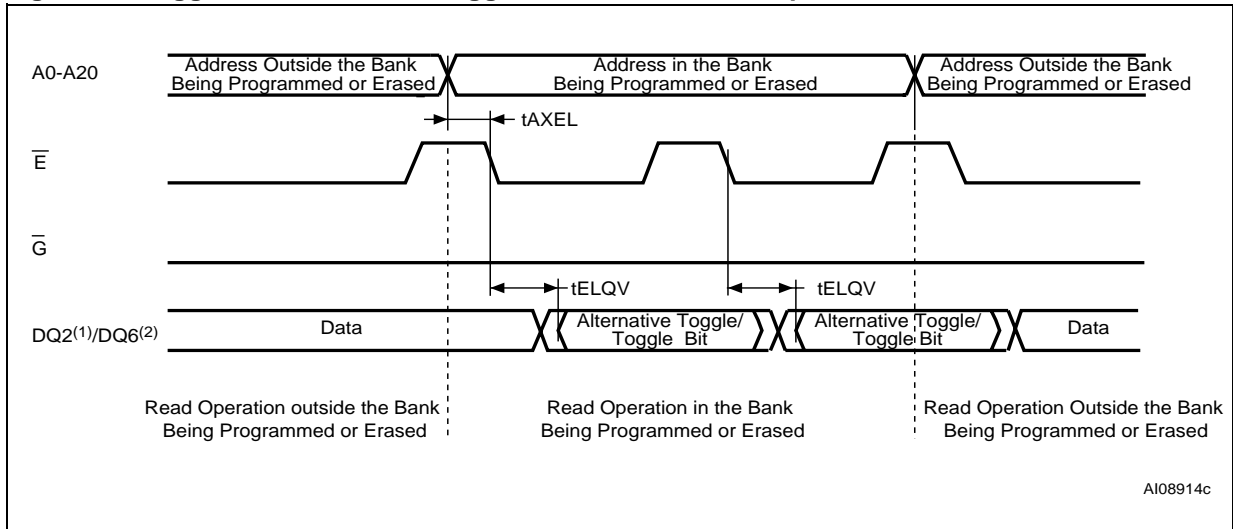 A0-A20
Address Outside the Bank
Being Programmed or Erased
Address in the Bank
Being Programmed or Erased
Address Outside the Bank
Being Programmed or Erased
tAXEL
E
G
tELQV
tELQV
DQ2(1)/DQ6(2)
Data
Alternative Toggle/
Toggle Bit
Alternative Toggle/
Toggle Bit
Data
Read Operation outside the Bank
Being Programmed or Erased
Read Operation in the Bank
Being Programmed or Erased
Read Operation Outside the Bank
Being Programmed or Erased
AI08914c